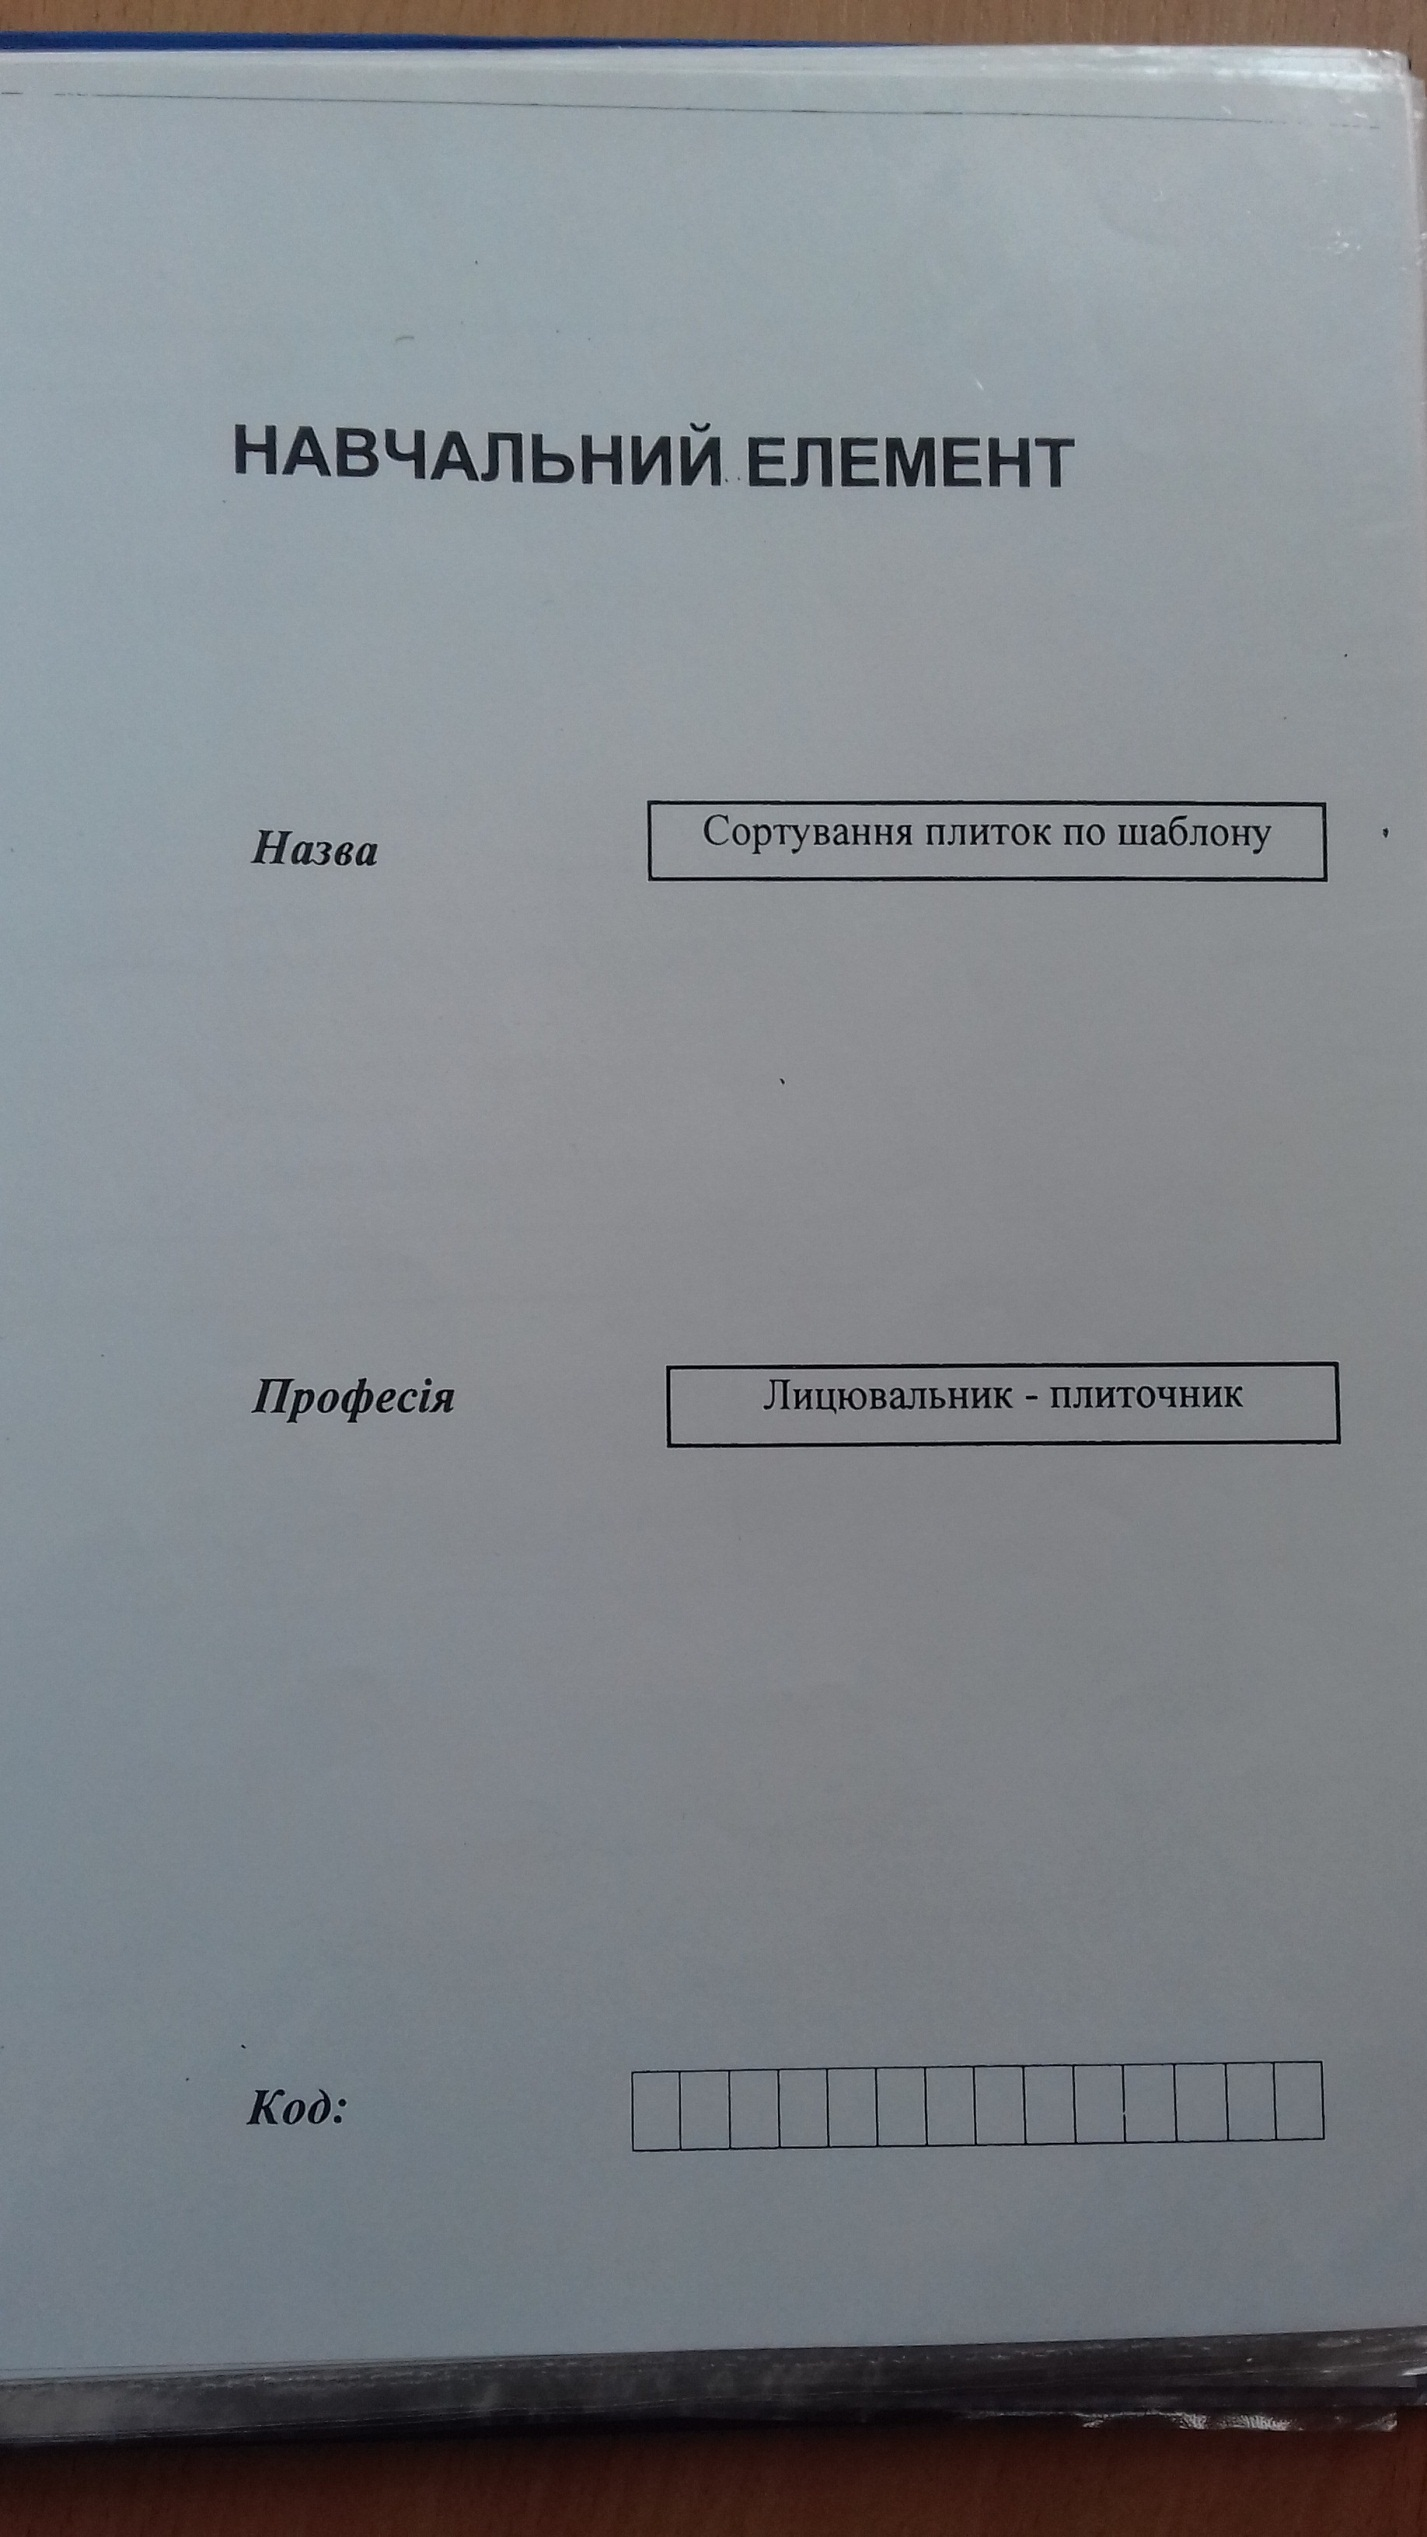 НАВЧАЛЬНИЙ ЕЛЕМЕНТ
Назва
Сортування плиток по шаблону
Професія
Лицювальник - плиточник
Код: